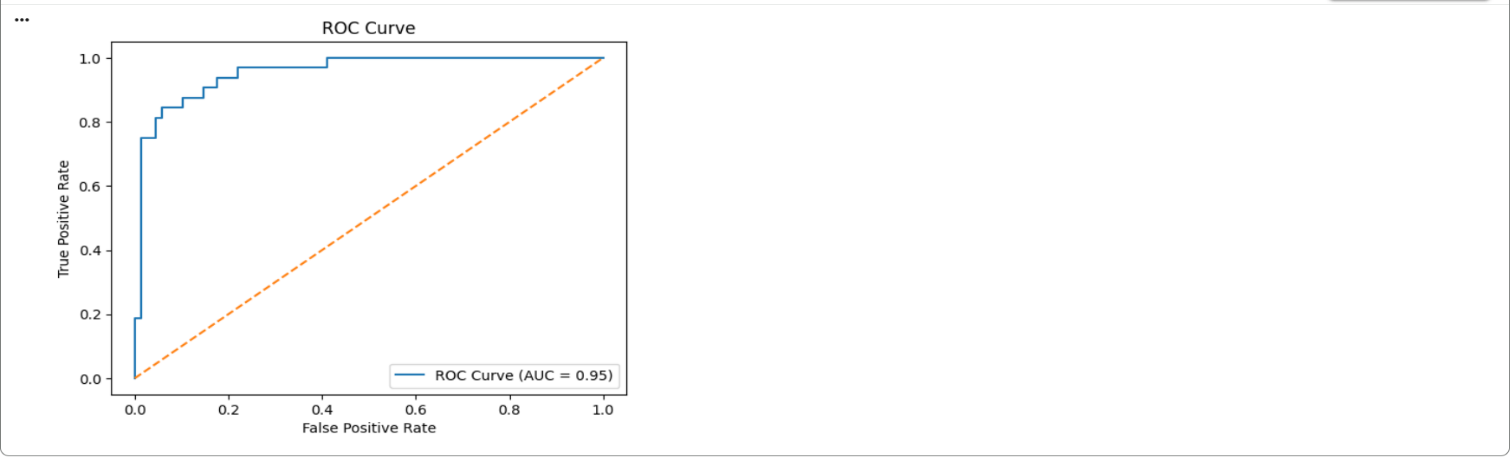 ...
ROC Curve
1.0
0.8
0.6
0.4
0.2
0.0
True Positive Rate
ROC Curve (AUC = 0.95)
0.0 0.2 0.4 0.6 0.8 1.0
False Positive Rate